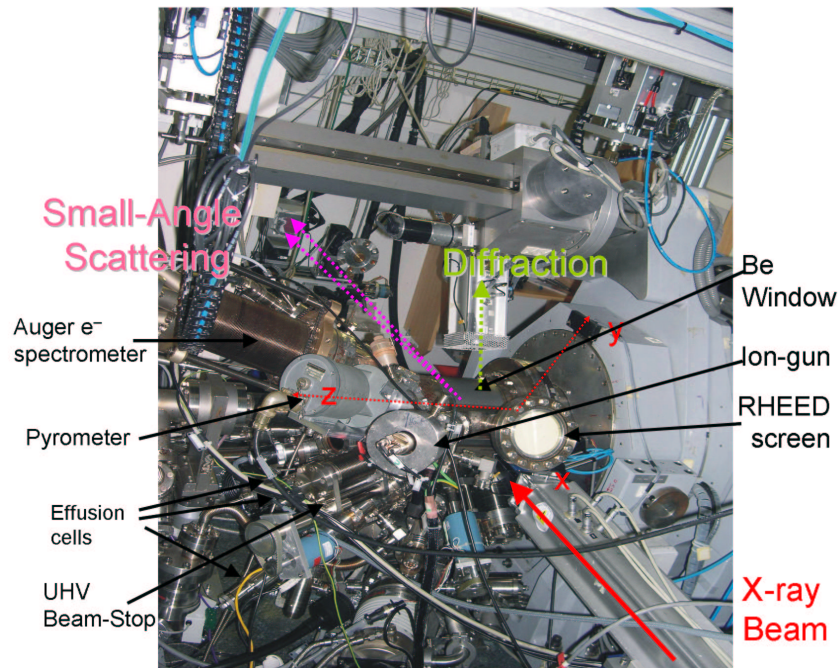 Small-Angle
Scattering
Diffraction
Be
Window
Auger e–
spectrometer
y
Ion-gun
z
RHEED
screen
Pyrometer
x
Effusion
cells
UHV
Beam-Stop
X-ray
Beam